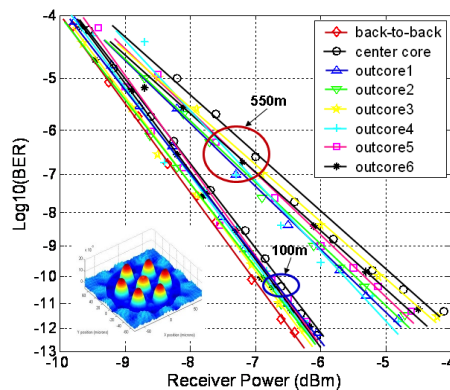 -4
-5
-6
-7
-8
-9
-10
-11
-12
-13
Log10(BER)
-10 -9 -8 -7 -6 -5 -4
Receiver Power (dBm)
back-to-back
center core
outcore1
outcore2
outcore3
outcore4
outcore5
outcore6
550m
100m